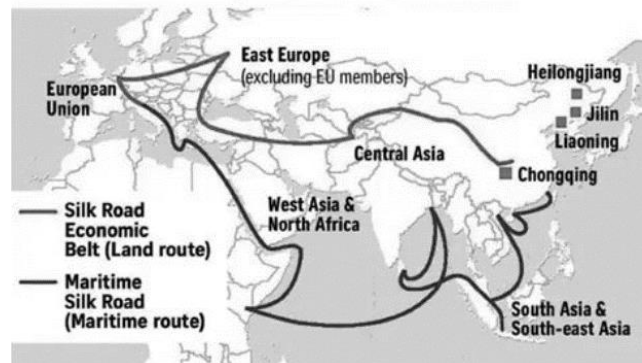 East Europe
(excluding EU members)
Heilongjiang
European
Union
Jilin
Liaoning
Central Asia
Chongqing
West Asia &
North Africa
Silk Road
Economic
Belt (Land route)
Maritime
Silk Road
(Maritime route)
South Asia &
South-east Asia